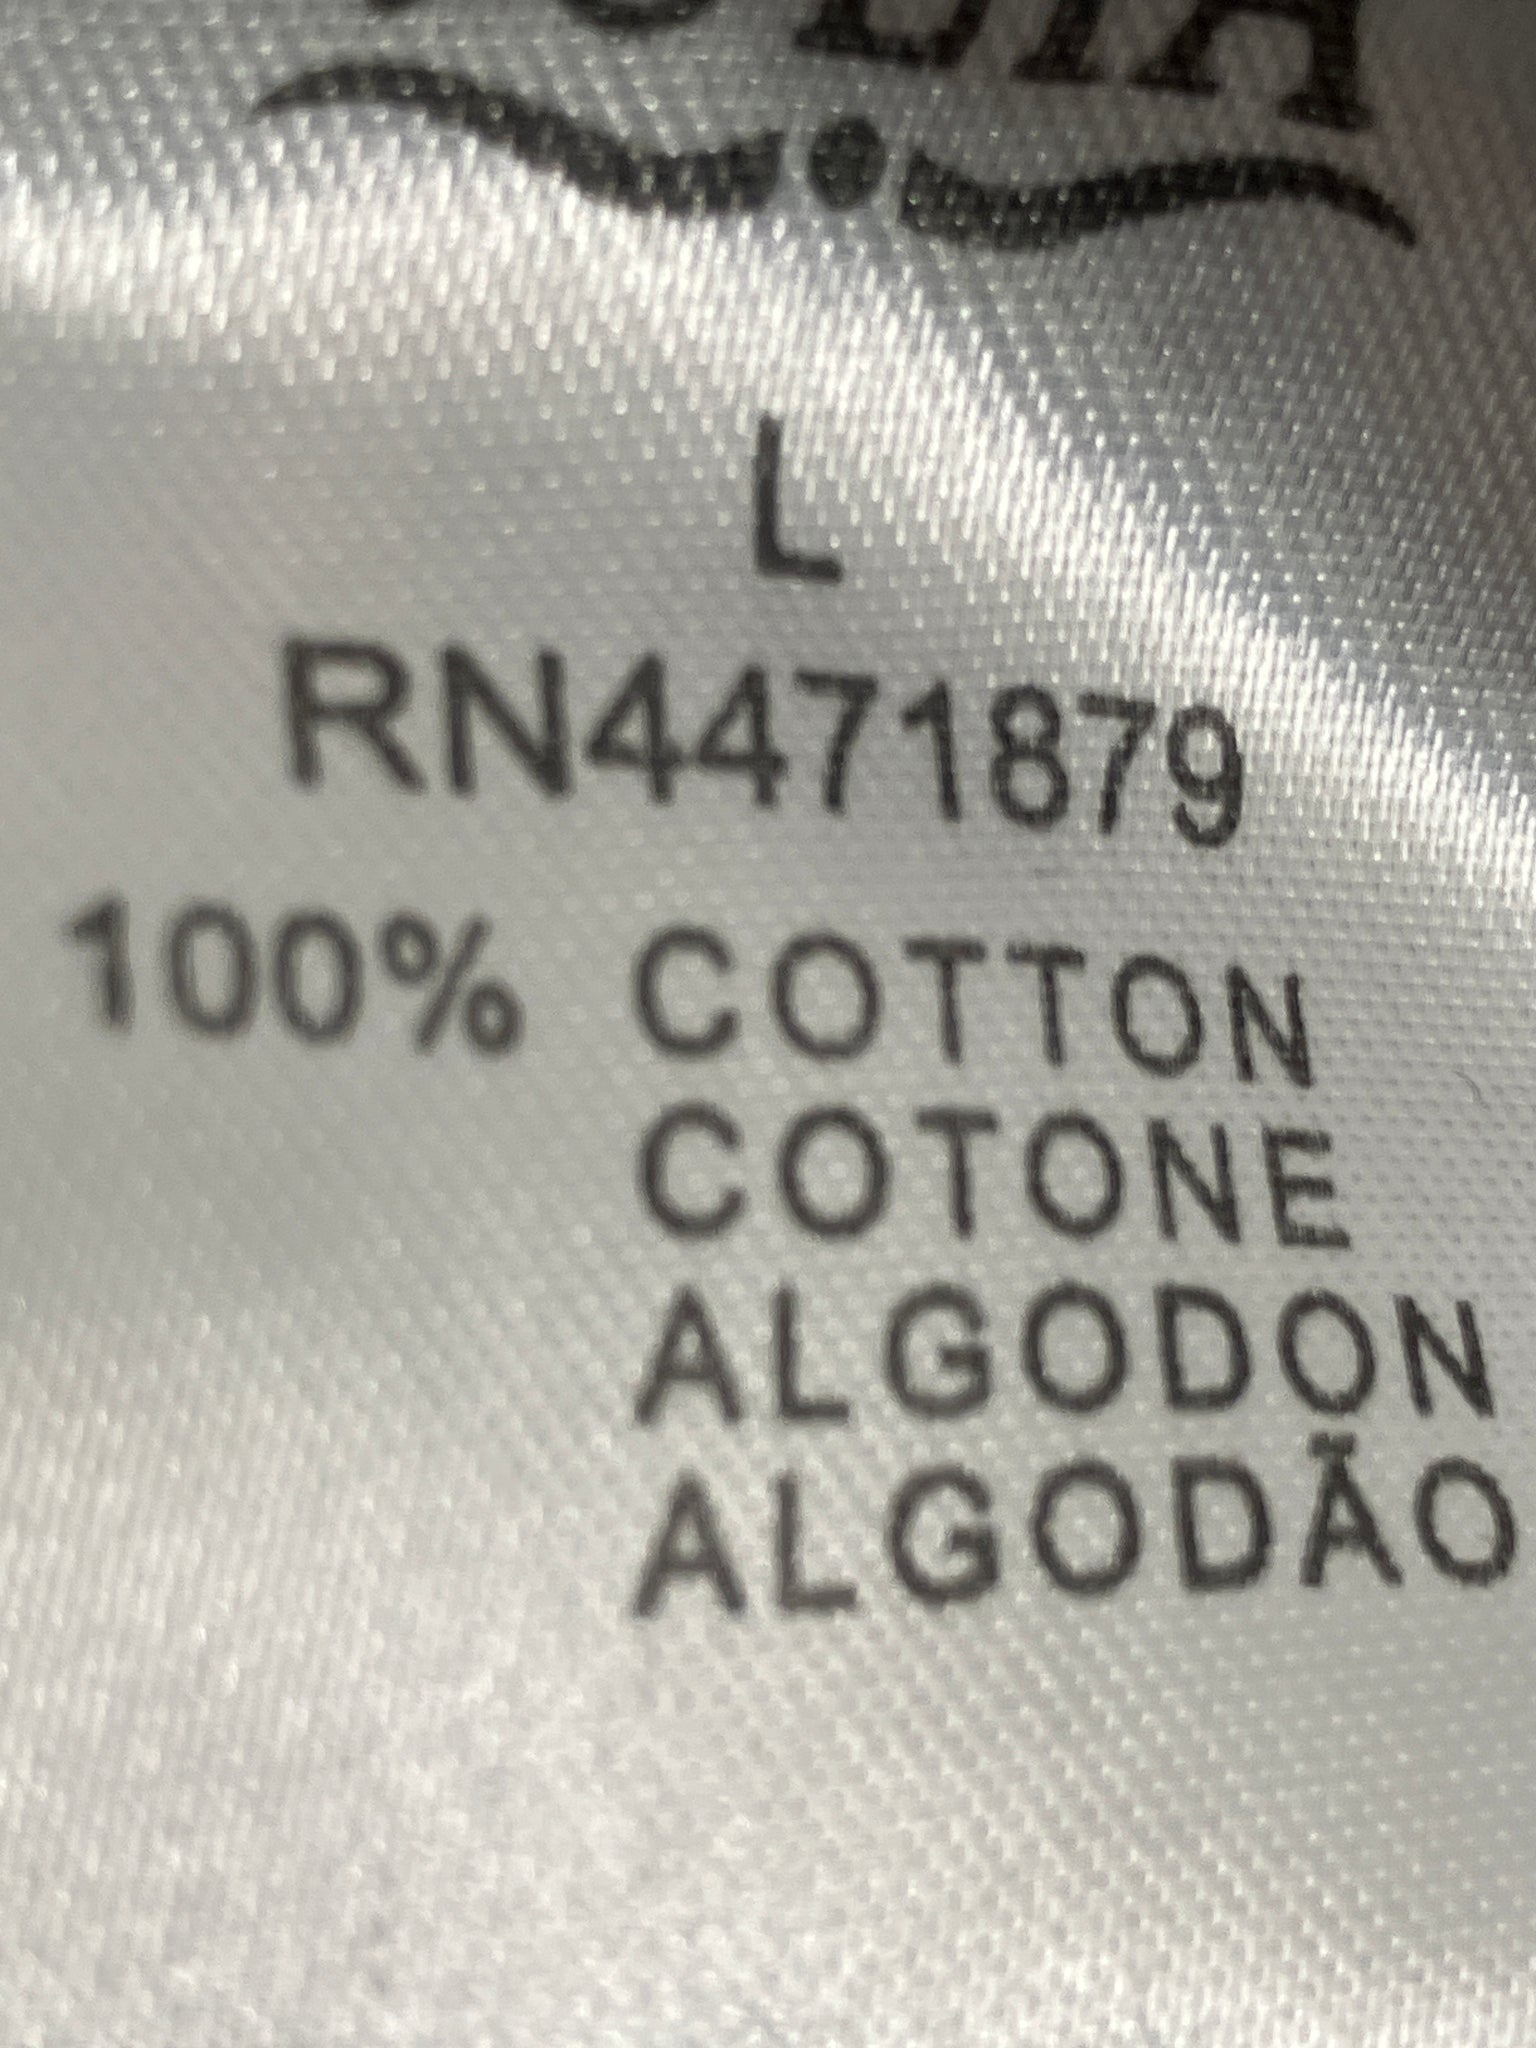 L
RN4471879
100% COTTON
COTONE
ALGODON
ALGODÃO